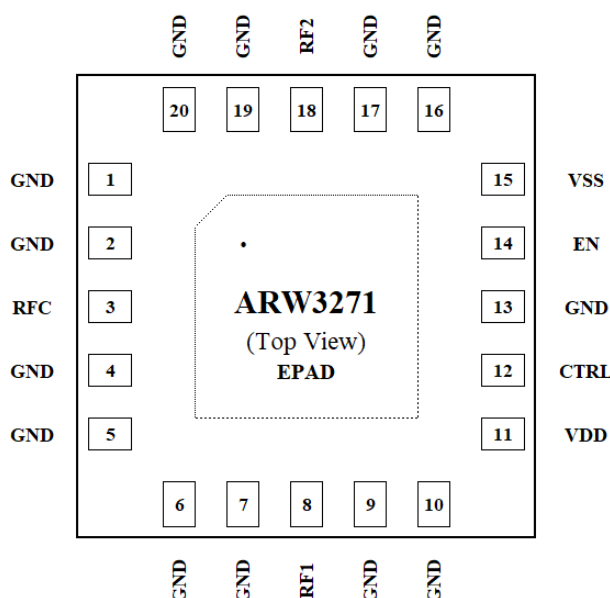 GND GND RF2 GND GND
20 19 18 17 16
GND 1 15 VSS
GND 2 14 EN
RFC 3 13 GND
GND 4 12 CTRL
GND 5 11 VDD
ARW3271
(Top View)
EPAD
6 7 8 9 10
GND GND RF1 GND GND